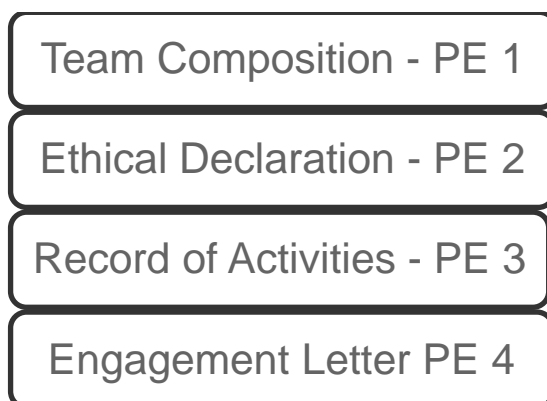 Team Composition - PE 1
Ethical Declaration - PE 2
Record of Activities - PE 3
Engagement Letter PE 4